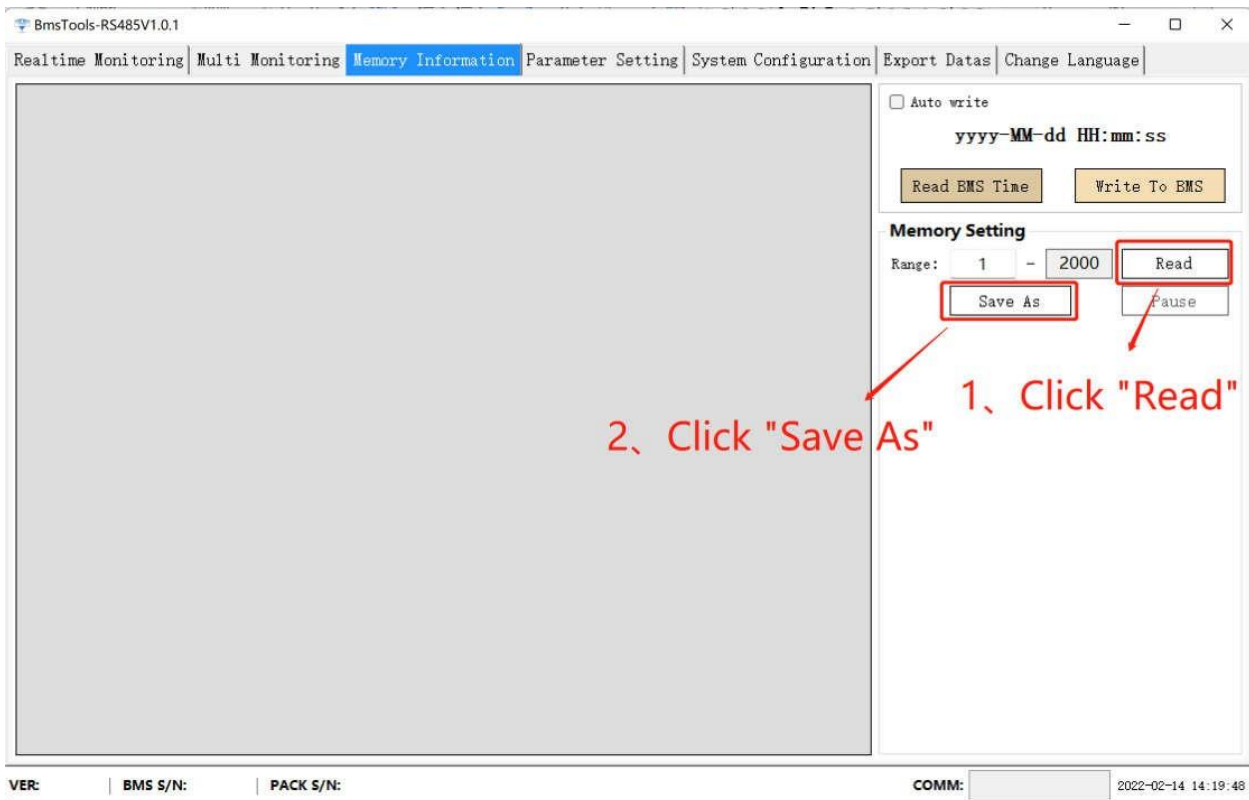 BmsTools-RS485V1.0.1
Realtime Monitoring Multi Monitoring Memory Information Parameter Setting System Configuration Export Datas Change Language
Auto write
yyyy-MM-dd HH:mm:ss
Read BMS Time Write To BMS
Memory Setting
Range: 1 - 2000 Read
Save As Pause
1、Click "Read"
2、Click "Save As"
VER: BMS S/N: PACK S/N: COMM: 2022-02-14 14:19:48